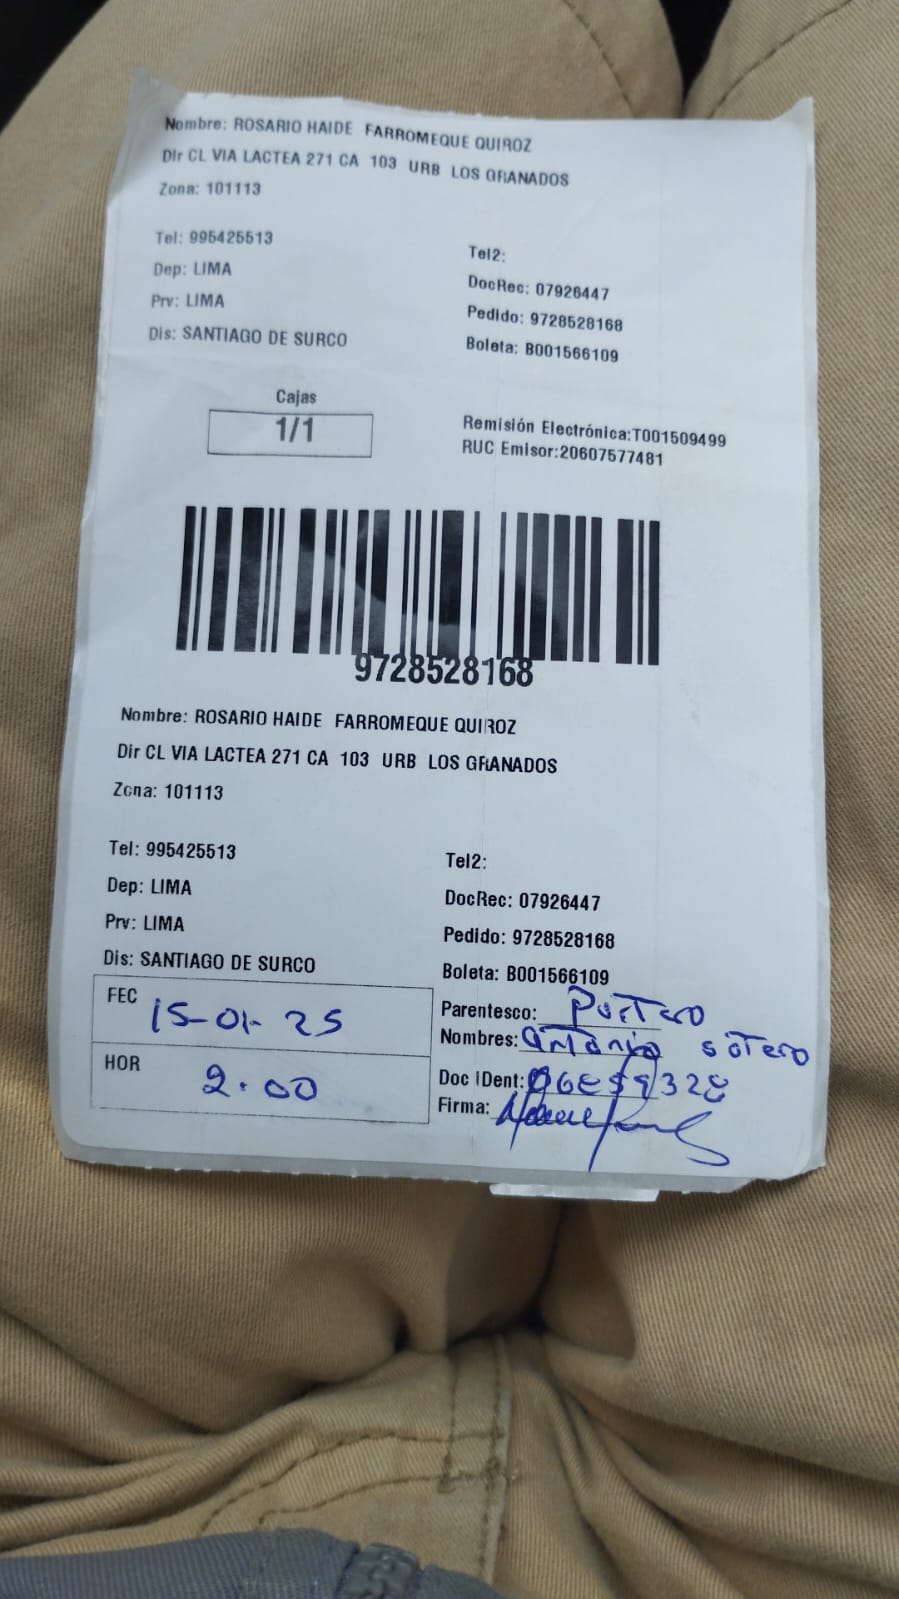 Nombre: ROSARIO HAIDE FARROMEQUE QUIROZ
Dir CL VIA LACTEA 271 CA 103 URB LOS GRANADOS
Zona: 101113
Tel: 995425513
Tel2:
Dep: LIMA
DocRec: 07926447
Prv: LIMA
Pedido: 9728528168
Dis: SANTIAGO DE SURCO
Boleta: B001566109
Cajas
1/1
Remisión Electrónica:T001509499
RUC Emisor:20607577481
9728528168
Nombre: ROSARIO HAIDE FARROMEQUE QUIROZ
Dir CL VIA LACTEA 271 CA 103 URB LOS GRANADOS
Zona: 101113
Tel: 995425513
Tel2:
Dep: LIMA
DocRec: 07926447
Prv: LIMA
Pedido: 9728528168
Dis: SANTIAGO DE SURCO
Boleta: B001566109
FEC 15-01-25
Parentesco: Portero
Nombres: antonio sotero
HOR 2.00
Doc iDent:
Firma: